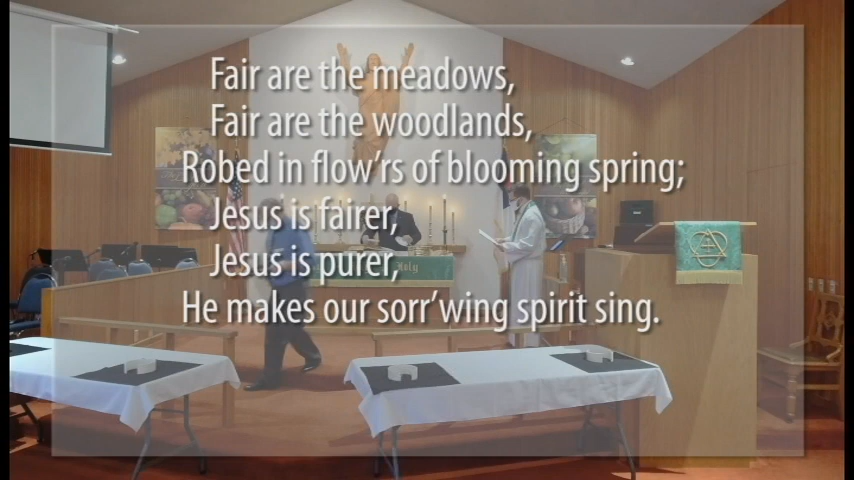 Fair are the meadows,
Fair are the woodlands,
Robed in flow’rs of blooming spring;
Jesus is fairer,
Jesus is purer,
He makes our sorr’wing spirit sing.
Holy